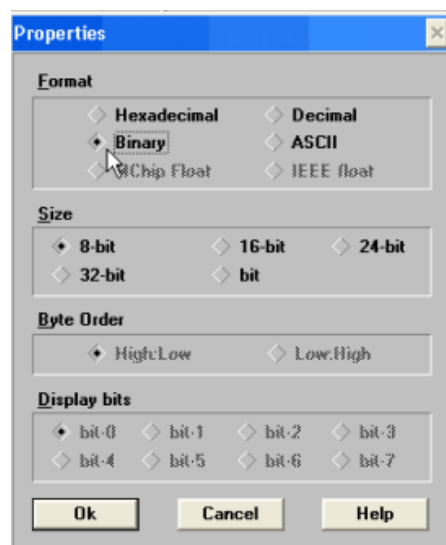 Properties
Format
Hexadecimal Decimal
Binary ASCII
MChip Float IEEE float
Size
8-bit 16-bit 24-bit
32-bit bit
Byte Order
High:Low Low:High
Display bits
bit-0 bit-1 bit-2 bit-3
bit-4 bit-5 bit-6 bit-7
Ok Cancel Help